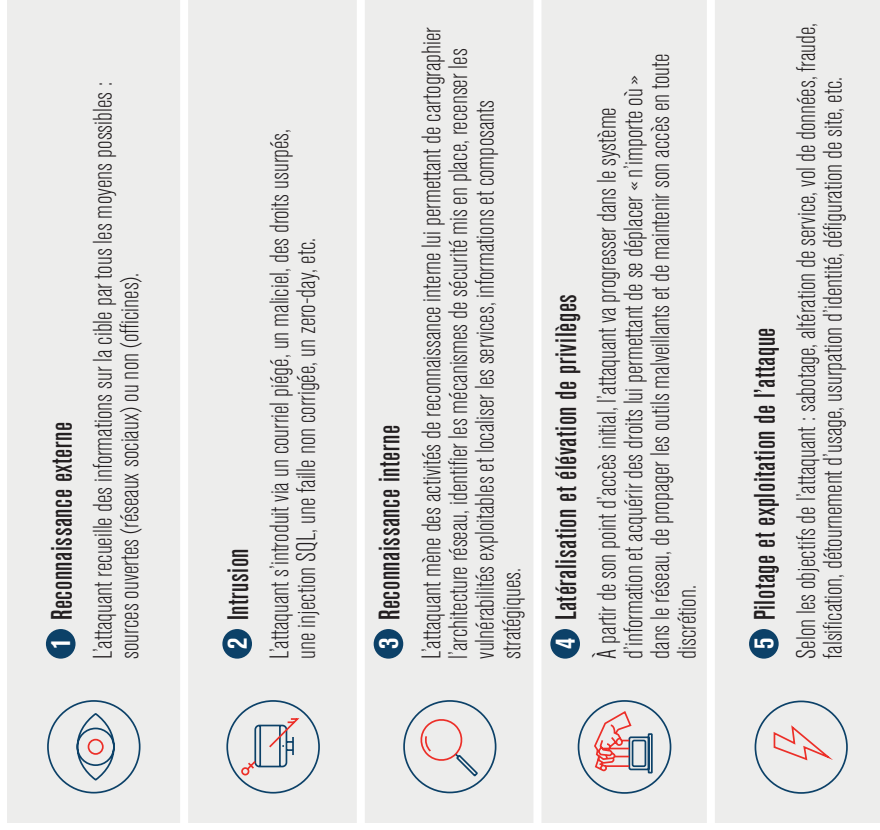 1 Reconnaissance externe
L'attaquant recueille des informations sur la cible par tous les moyens possibles :
sources ouvertes (réseaux sociaux) ou non (officines).
2 Intrusion
L'attaquant s'introduit via un courriel piégé, un maliciel, des droits usurpés,
une injection SQL, une faille non corrigée, un zero-day, etc.
3 Reconnaissance interne
L'attaquant mène des activités de reconnaissance interne lui permettant de cartographier
l'architecture réseau, identifier les mécanismes de sécurité mis en place, recenser les
vulnérabilités exploitables et localiser les services, informations et composants
stratégiques.
4 Latéralisation et élévation de privilèges
À partir de son point d'accès initial, l'attaquant va progresser dans le système
d'information et acquérir des droits lui permettant de se déplacer « n'importe où »
dans le réseau, de propager les outils malveillants et de maintenir son accès en toute
discrétion.
5 Pilotage et exploitation de l'attaque
Selon les objectifs de l'attaquant : sabotage, altération de service, vol de données, fraude,
falsification, détournement d'usage, usurpation d'identité, défiguration de site, etc.